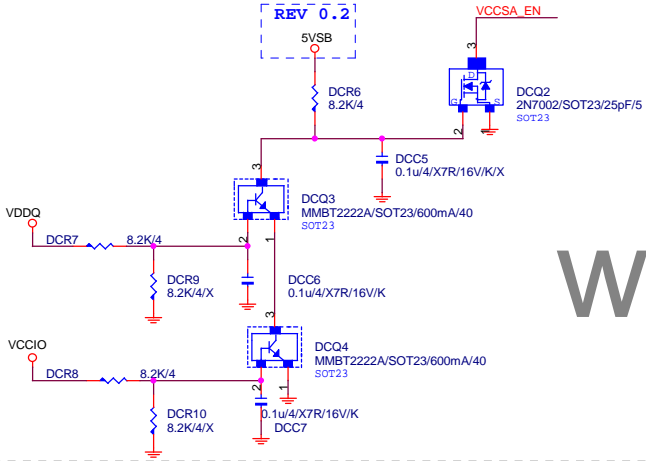 REV 0.2
VCCSA_EN
5VSB
3
D
DCR6
8.2K/4
DCQ2
2N7002/SOT23/25pF/5
SOT23
G
S
2
1
3
DCC5
0.1u/4/X7R/16V/K/X
DCQ3
MMBT2222A/SOT23/600mA/40
SOT23
VDDQ
DCR7
8.2K/4
2
1
DCR9
8.2K/4/X
DCC6
0.1u/4/X7R/16V/K
W
3
VCCIO
DCQ4
MMBT2222A/SOT23/600mA/40
SOT23
DCR8
8.2K/4
2
1
DCR10
8.2K/4/X
0.1u/4/X7R/16V/K
DCC7